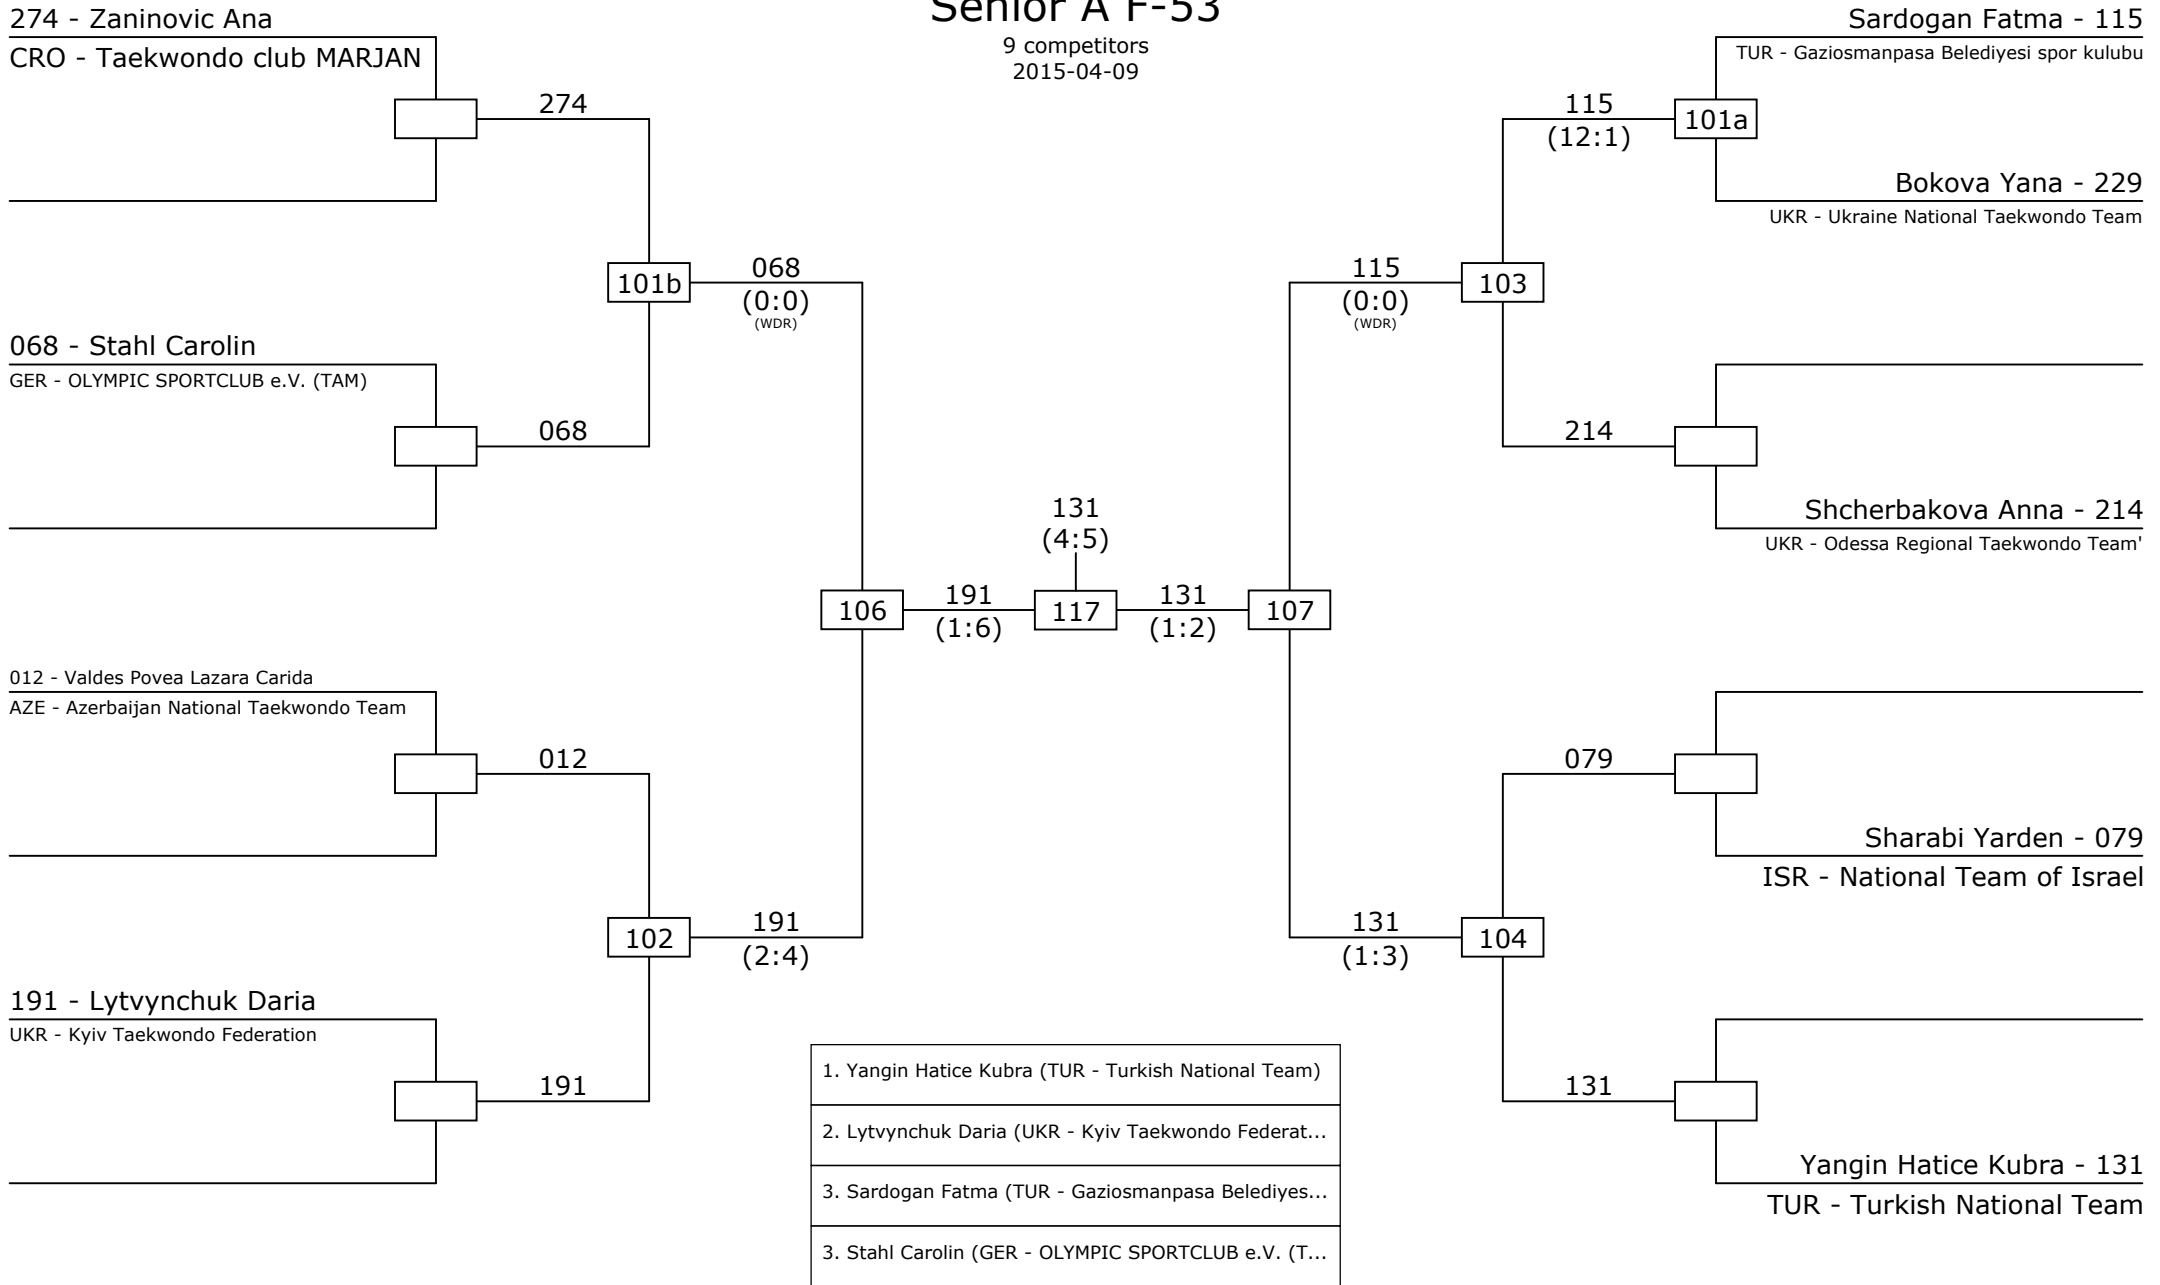 Senior A F-53
9 competitors
2015-04-09
274 - Zaninovic Ana
CRO - Taekwondo club MARJAN
274
068 - Stahl Carolin
GER - OLYMPIC SPORTCLUB e.V. (TAM)
068
101b
068
(0:0)
(WDR)
012 - Valdes Povea Lazara Carida
AZE - Azerbaijan National Taekwondo Team
012
191 - Lytvynchuk Daria
UKR - Kyiv Taekwondo Federation
191
102
191
(2:4)
106
191
(1:6)
131
(4:5)
117
131
(1:2)
107
Sardogan Fatma - 115
TUR - Gaziosmanpasa Belediyesi spor kulubu
115
(12:1)
101a
Bokova Yana - 229
UKR - Ukraine National Taekwondo Team
115
(0:0)
(WDR)
103
214
Shcherbakova Anna - 214
UKR - Odessa Regional Taekwondo Team'
079
Sharabi Yarden - 079
ISR - National Team of Israel
131
(1:3)
104
131
Yangin Hatice Kubra - 131
TUR - Turkish National Team
1. Yangin Hatice Kubra (TUR - Turkish National Team)
2. Lytvynchuk Daria (UKR - Kyiv Taekwondo Federat...
3. Sardogan Fatma (TUR - Gaziosmanpasa Belediyes...
3. Stahl Carolin (GER - OLYMPIC SPORTCLUB e.V. (T...